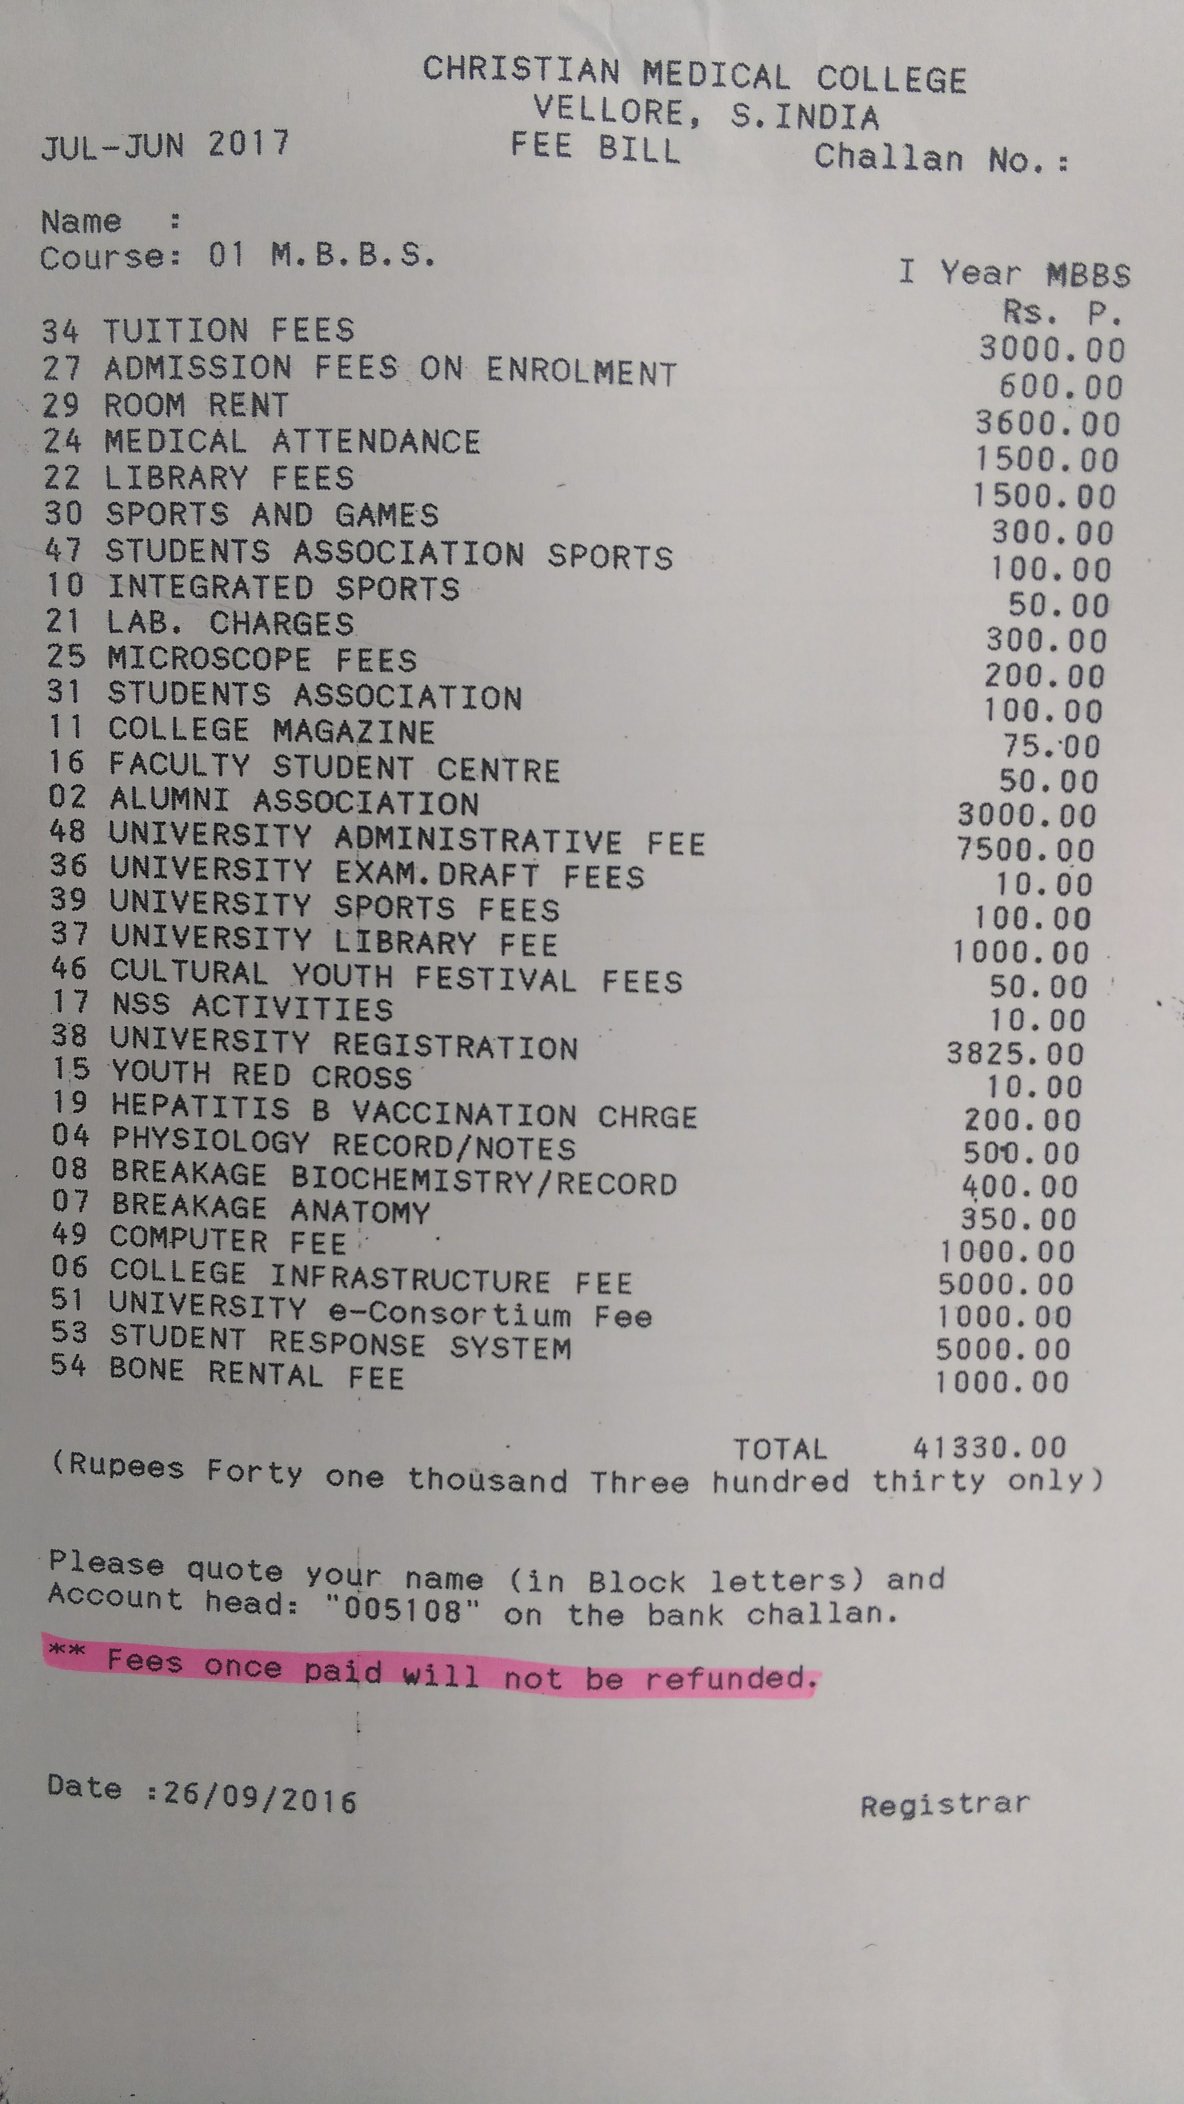 CHRISTIAN MEDICAL COLLEGE
VELLORE, S.INDIA
JUL-JUN 2017 FEE BILL Challan No.:
Name :
Course: 01 M.B.B.S.
I Year MBBS
Rs. P.
34 TUITION FEES 3000.00
27 ADMISSION FEES ON ENROLMENT 600.00
29 ROOM RENT 3600.00
24 MEDICAL ATTENDANCE 1500.00
22 LIBRARY FEES 1500.00
30 SPORTS AND GAMES 300.00
47 STUDENTS ASSOCIATION SPORTS 100.00
10 INTEGRATED SPORTS 50.00
21 LAB. CHARGES 300.00
25 MICROSCOPE FEES 200.00
31 STUDENTS ASSOCIATION 100.00
11 COLLEGE MAGAZINE 75.00
16 FACULTY STUDENT CENTRE 50.00
02 ALUMNI ASSOCIATION 3000.00
48 UNIVERSITY ADMINISTRATIVE FEE 7500.00
36 UNIVERSITY EXAM.DRAFT FEES 10.00
39 UNIVERSITY SPORTS FEES 100.00
37 UNIVERSITY LIBRARY FEE 1000.00
46 CULTURAL YOUTH FESTIVAL FEES 50.00
17 NSS ACTIVITIES 10.00
38 UNIVERSITY REGISTRATION 3825.00
15 YOUTH RED CROSS 10.00
19 HEPATITIS B VACCINATION CHRGE 200.00
04 PHYSIOLOGY RECORD/NOTES 500.00
08 BREAKAGE BIOCHEMISTRY/RECORD 400.00
07 BREAKAGE ANATOMY 350.00
49 COMPUTER FEE 1000.00
06 COLLEGE INFRASTRUCTURE FEE 5000.00
51 UNIVERSITY e-Consortium Fee 1000.00
53 STUDENT RESPONSE SYSTEM 5000.00
54 BONE RENTAL FEE 1000.00
TOTAL 41330.00
(Rupees Forty one thousand Three hundred thirty only)
Please quote your name (in Block letters) and
Account head: "005108" on the bank challan.
** Fees once paid will not be refunded.
Date :26/09/2016 Registrar